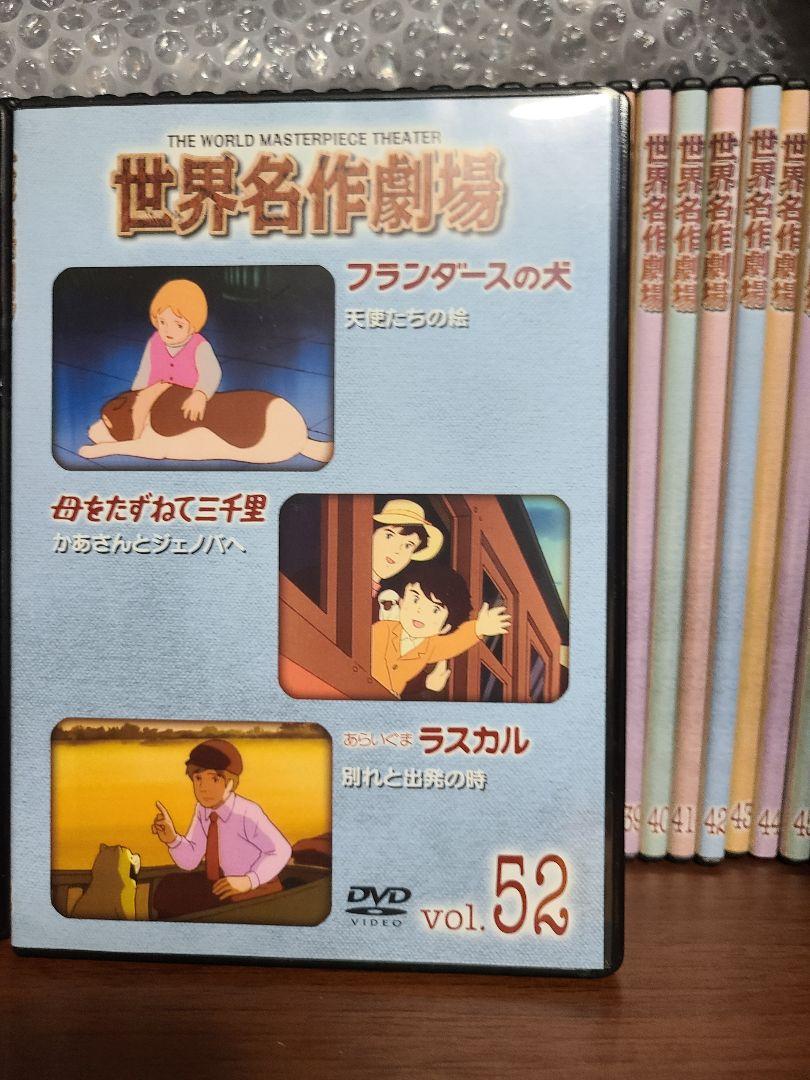 THE WORLD MASTERPIECE THEATER
世界名作劇場
フランダースの犬
天使たちの絵
母をたずねて三千里
かあさんとジェノバへ
あらいぐま ラスカル
別れと出発の時
DVD
VIDEO
vol.52
世界名作劇場
世界名作劇場
世界名作劇場
世界名作劇場
世界名作劇場
39
40
41
42
43
44
45